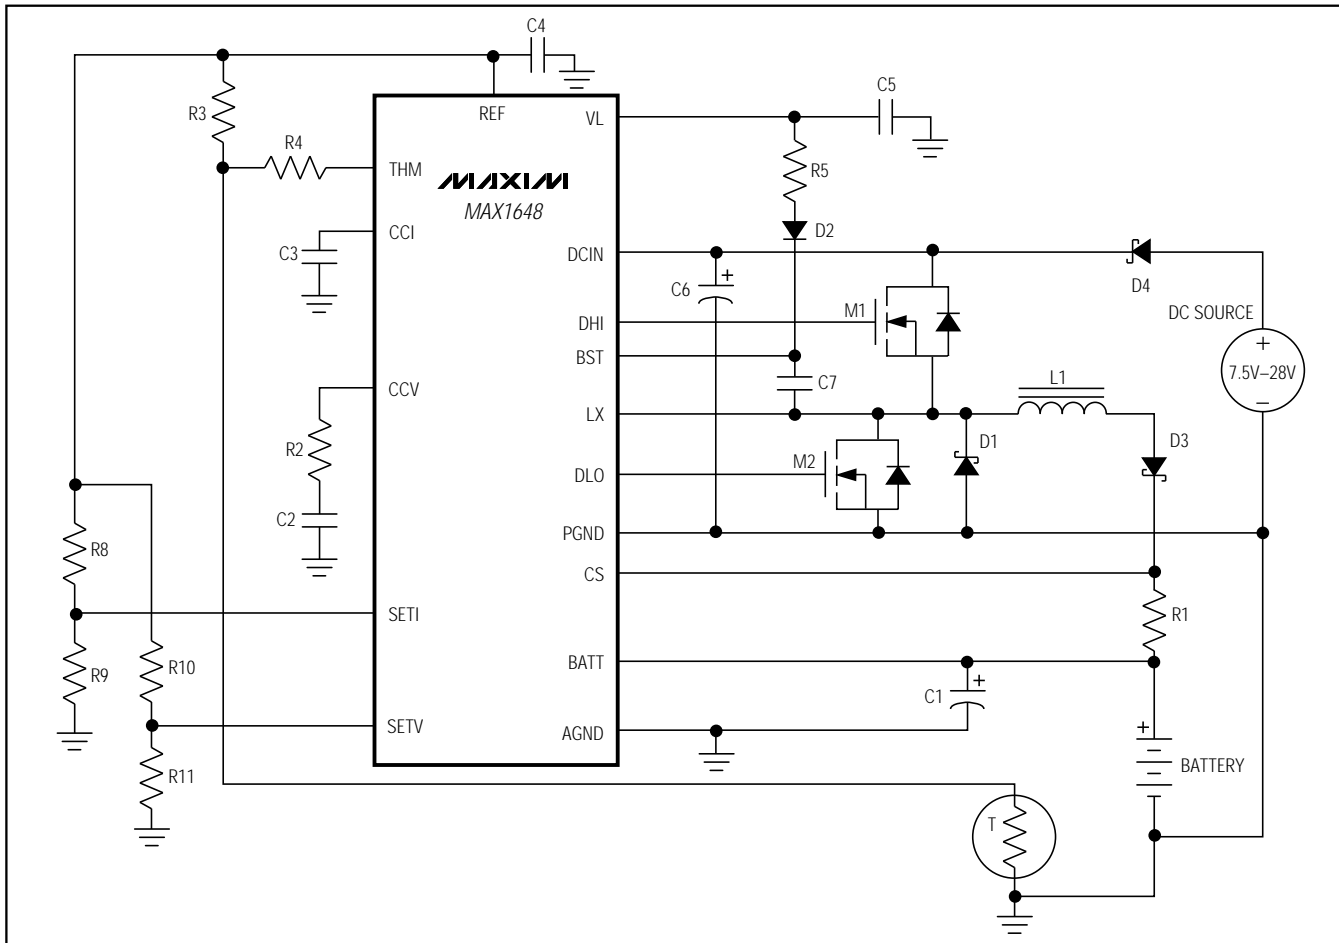 C4
C5
R3
REF
VL
R4
THM
MAXIM
MAX1648
R5
CCI
D2
C3
DCIN
+
C6
D4
M1
DC SOURCE
DHI
+
BST
7.5V–28V
CCV
C7
L1
–
LX
R2
D1
D3
M2
DLO
C2
PGND
R8
CS
SETI
R1
R9
R10
BATT
+
C1
SETV
AGND
+
R11
BATTERY
T